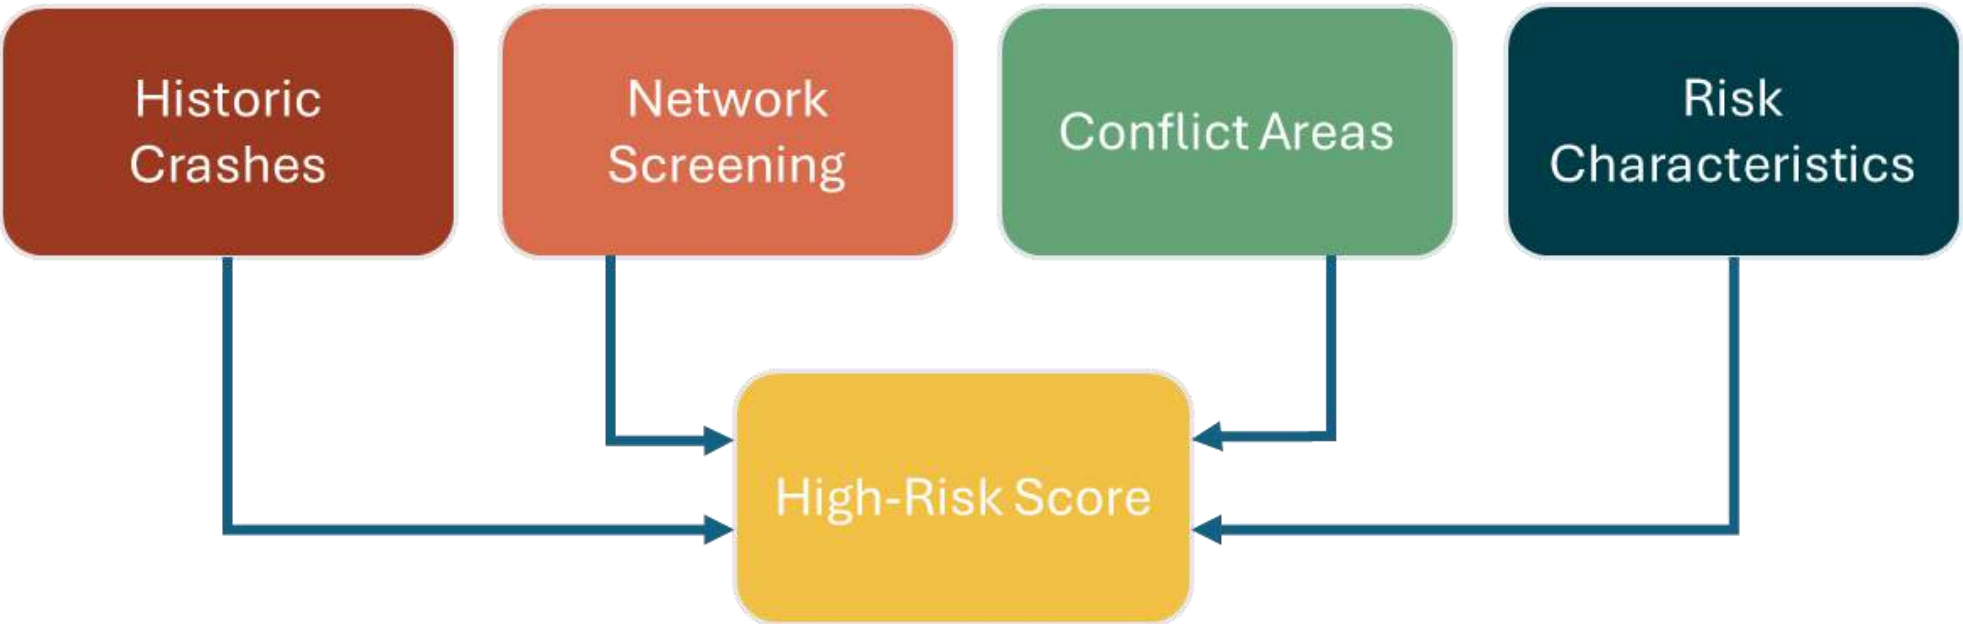 Historic
Crashes
Network
Screening
Conflict Areas
Risk
Characteristics
High-Risk Score